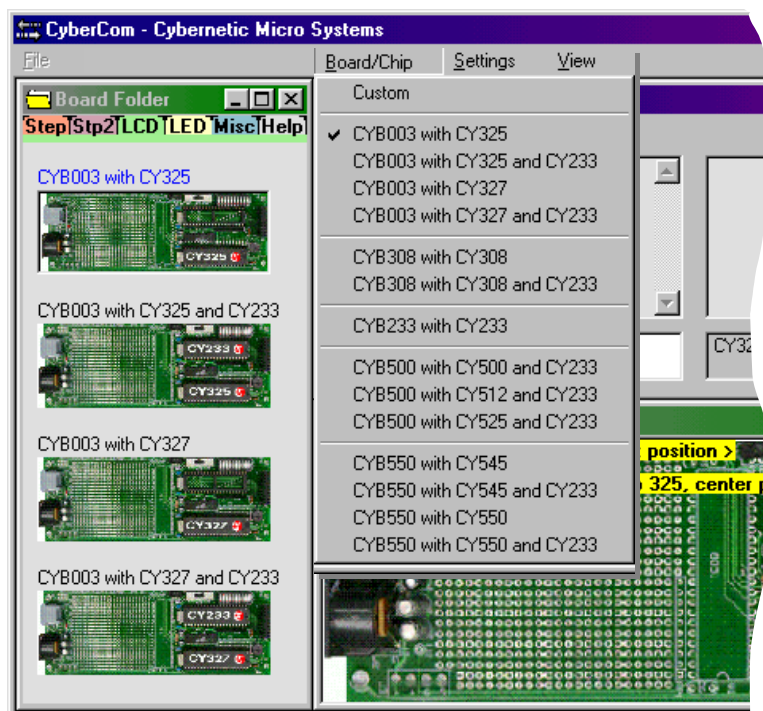 CyberCom - Cybernetic Micro Systems
File Board/Chip Settings View
Board Folder
Step Stp2 LCD LED Misc Help
CYB003 with CY325
CY325
CYB003 with CY325 and CY233
CY233
CY325
CYB003 with CY327
CY327
CYB003 with CY327 and CY233
CY233
CY327
Custom
CYB003 with CY325
CYB003 with CY325 and CY233
CYB003 with CY327
CYB003 with CY327 and CY233
CYB308 with CY308
CYB308 with CY308 and CY233
CYB233 with CY233
CYB500 with CY500 and CY233
CYB500 with CY512 and CY233
CYB500 with CY525 and CY233
CYB550 with CY545
CYB550 with CY545 and CY233
CYB550 with CY550
CYB550 with CY550 and CY233
CY32
position >
325, center p